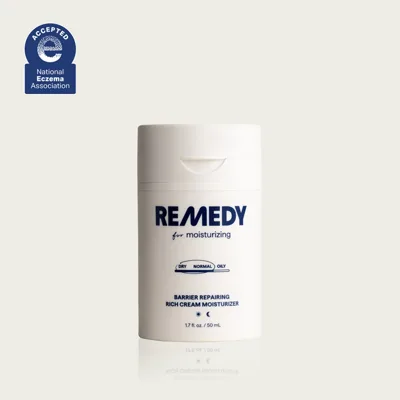 ACCEPTED
National
Eczema
Association
REMEDY
for moisturizing
DRY NORMAL OILY
BARRIER REPAIRING
RICH CREAM MOISTURIZER
1.7 fl. oz. / 50 mL